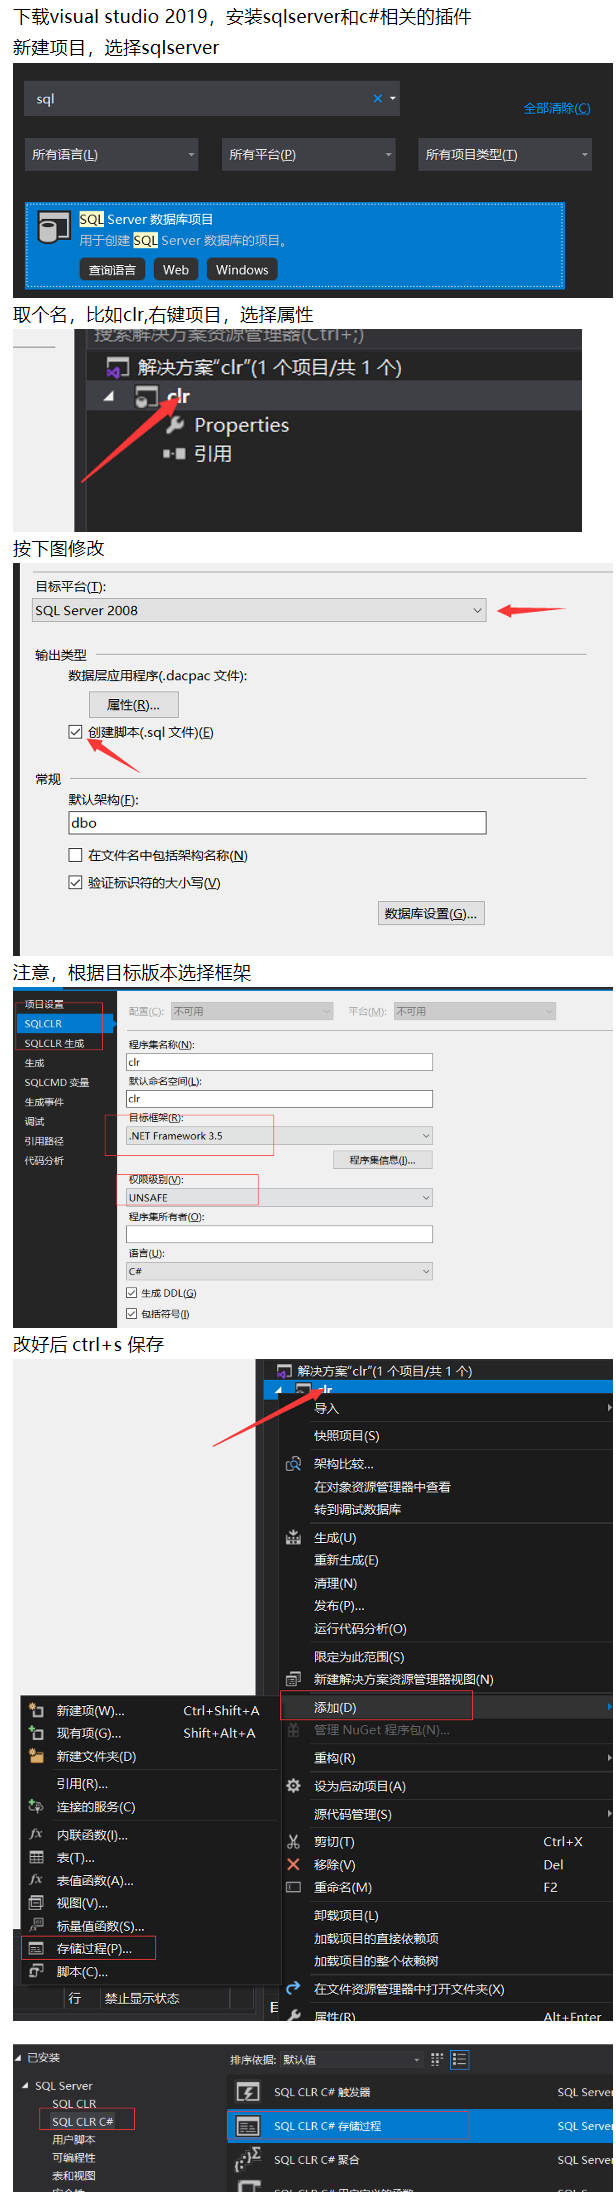 下载visual studio 2019，安装sqlserver和c#相关的插件
新建项目，选择sqlserver
sql
全部清除(C)
所有语言(L)
所有平台(P)
所有项目类型(T)
SQL Server 数据库项目
用于创建 SQL Server 数据库的项目。
查询语言 Web Windows
取个名，比如clr,右键项目，选择属性
搜索解决方案资源管理器(Ctrl+;)
解决方案"clr"(1 个项目/共 1 个)
clr
Properties
引用
按下图修改
目标平台(T):
SQL Server 2008
输出类型
数据层应用程序(.dacpac 文件):
属性(R)...
创建脚本(.sql 文件)(E)
常规
默认架构(F):
dbo
在文件名中包括架构名称(N)
验证标识符的大小写(V)
数据库设置(G)...
注意，根据目标版本选择框架
项目设置
SQLCLR
SQLCLR 生成
生成
SQLCMD 变量
生成事件
调试
引用路径
代码分析
配置(C): 不可用
平台(M): 不可用
程序集名称(N):
clr
默认命名空间(L):
clr
目标框架(R):
.NET Framework 3.5
程序集信息(I)...
权限级别(V):
UNSAFE
程序集所有者(O):
语言(U):
C#
生成 DDL(G)
包括符号(I)
改好后 ctrl+s 保存
解决方案"clr"(1 个项目/共 1 个)
clr
导入
快照项目(S)
架构比较...
在对象资源管理器中查看
转到调试数据库
生成(U)
重新生成(E)
清理(N)
发布(P)...
运行代码分析(O)
限定为此范围(S)
新建解决方案资源管理器视图(N)
添加(D)
管理 NuGet 程序包(N)...
重构(R)
设为启动项目(A)
源代码管理(S)
剪切(T) Ctrl+X
移除(V) Del
重命名(M) F2
卸载项目(L)
加载项目的直接依赖项
加载项目的整个依赖树
在文件资源管理器中打开文件夹(X)
属性(R) Alt+Enter
新建项(W)... Ctrl+Shift+A
现有项(G)... Shift+Alt+A
新建文件夹(D)
引用(R)...
连接的服务(C)
内联函数(I)...
表(T)...
表值函数(A)...
视图(V)...
标量值函数(S)...
存储过程(P)...
脚本(C)...
行 禁止显示状态
已安装
SQL Server
SQL CLR
SQL CLR C#
用户脚本
可编程性
表和视图
安全性
排序依据: 默认值
SQL CLR C# 触发器 SQL Server
SQL CLR C# 存储过程 SQL Server
SQL CLR C# 聚合 SQL Server
SQL CLR C# 用户定义的函数 SQL Server